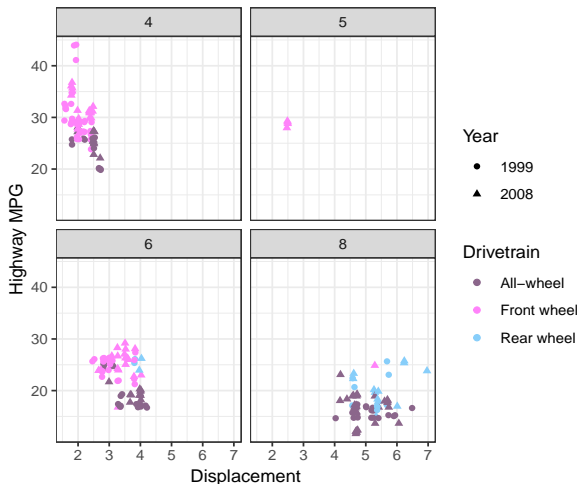 4 5
40
30
20
6 8
40
30
20
2 3 4 5 6 7 2 3 4 5 6 7
Displacement
Highway MPG
Year
1999
2008
Drivetrain
All−wheel
Front wheel
Rear wheel